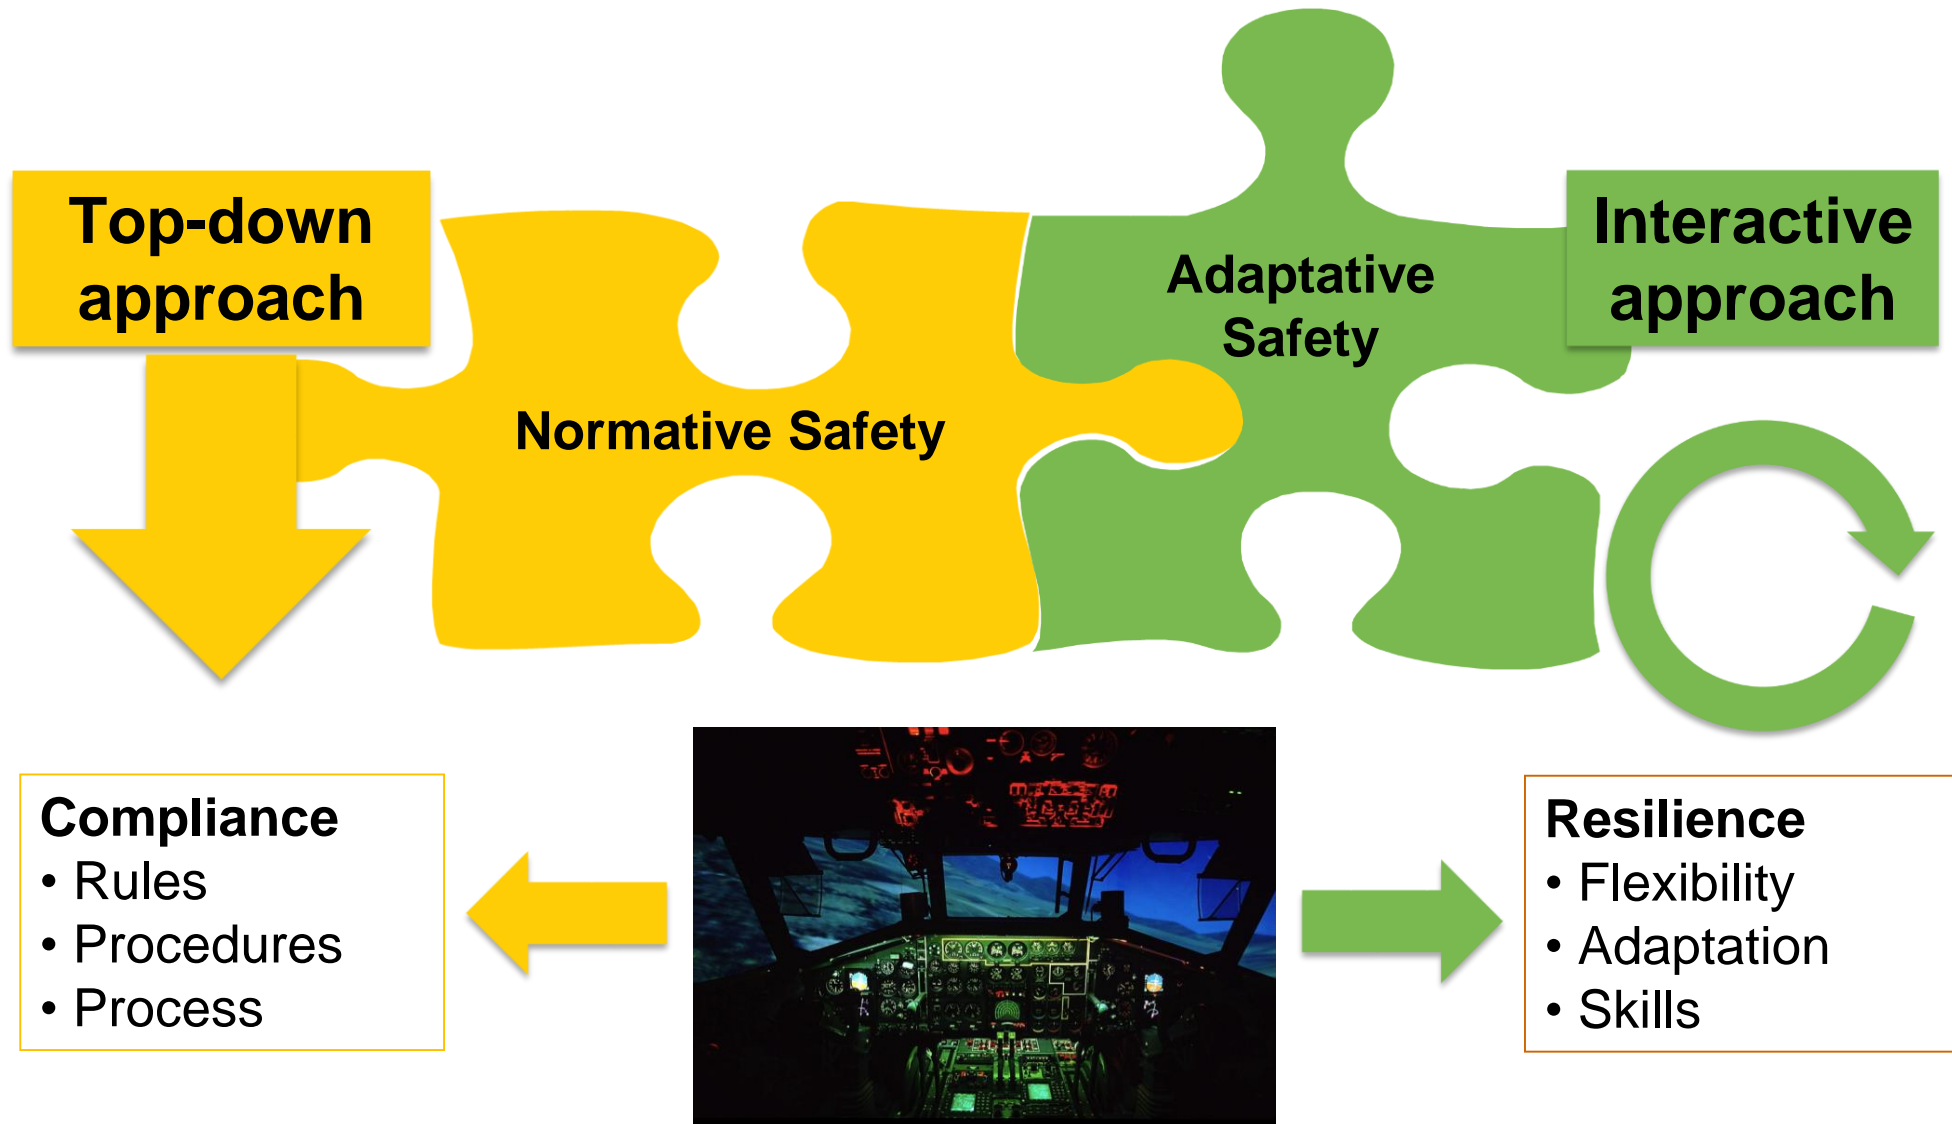 Top-down
approach
Normative Safety
Adaptative
Safety
Interactive
approach
Compliance
• Rules
• Procedures
• Process
Resilience
• Flexibility
• Adaptation
• Skills